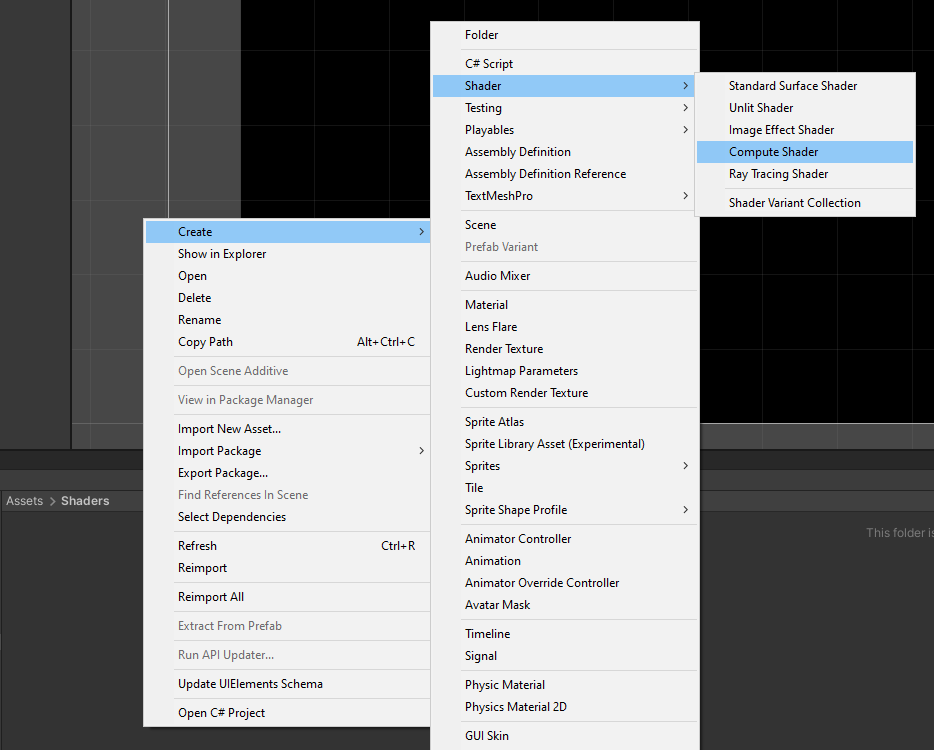 Folder
C# Script
Shader
Testing
Playables
Assembly Definition
Assembly Definition Reference
TextMeshPro
Scene
Prefab Variant
Audio Mixer
Material
Lens Flare
Render Texture
Lightmap Parameters
Custom Render Texture
Sprite Atlas
Sprite Library Asset (Experimental)
Sprites
Tile
Sprite Shape Profile
Animator Controller
Animation
Animator Override Controller
Avatar Mask
Timeline
Signal
Physic Material
Physics Material 2D
GUI Skin
Standard Surface Shader
Unlit Shader
Image Effect Shader
Compute Shader
Ray Tracing Shader
Shader Variant Collection
Create
Show in Explorer
Open
Delete
Rename
Copy Path Alt+Ctrl+C
Open Scene Additive
View in Package Manager
Import New Asset...
Import Package
Export Package...
Find References In Scene
Select Dependencies
Refresh Ctrl+R
Reimport
Reimport All
Extract From Prefab
Run API Updater...
Update UIElements Schema
Open C# Project
Assets > Shaders
This folder is